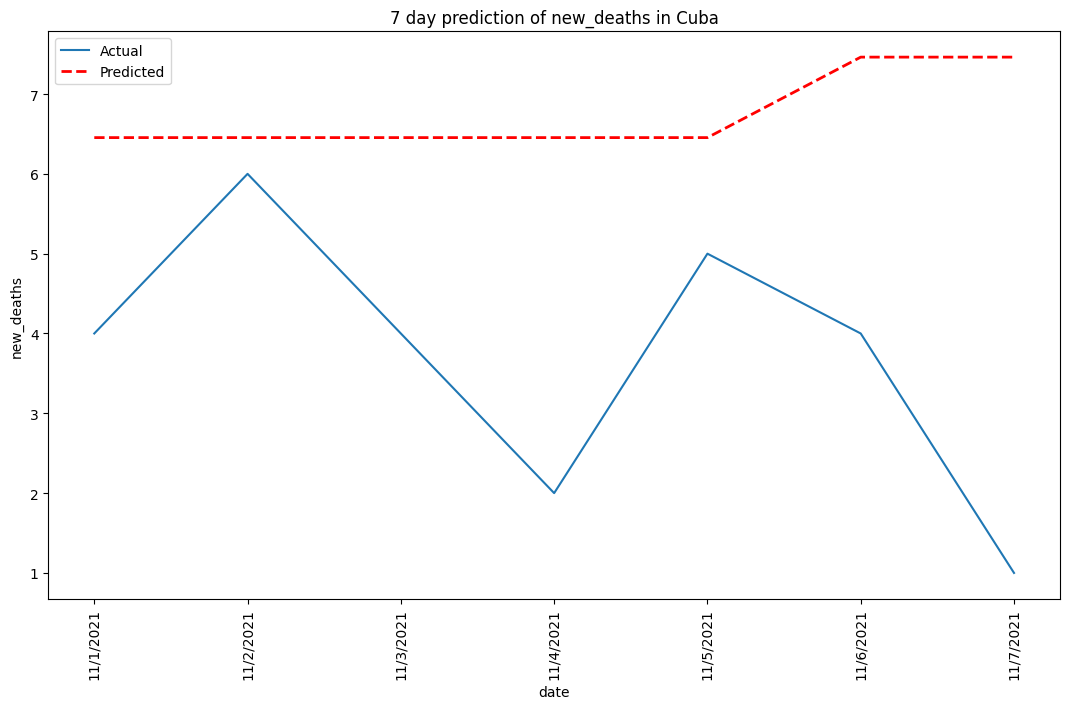 7 day prediction of new_deaths in Cuba
Actual
Predicted
7
6
5
4
3
2
1
new_deaths
11/1/2021
11/2/2021
11/3/2021
11/4/2021
11/5/2021
11/6/2021
11/7/2021
date